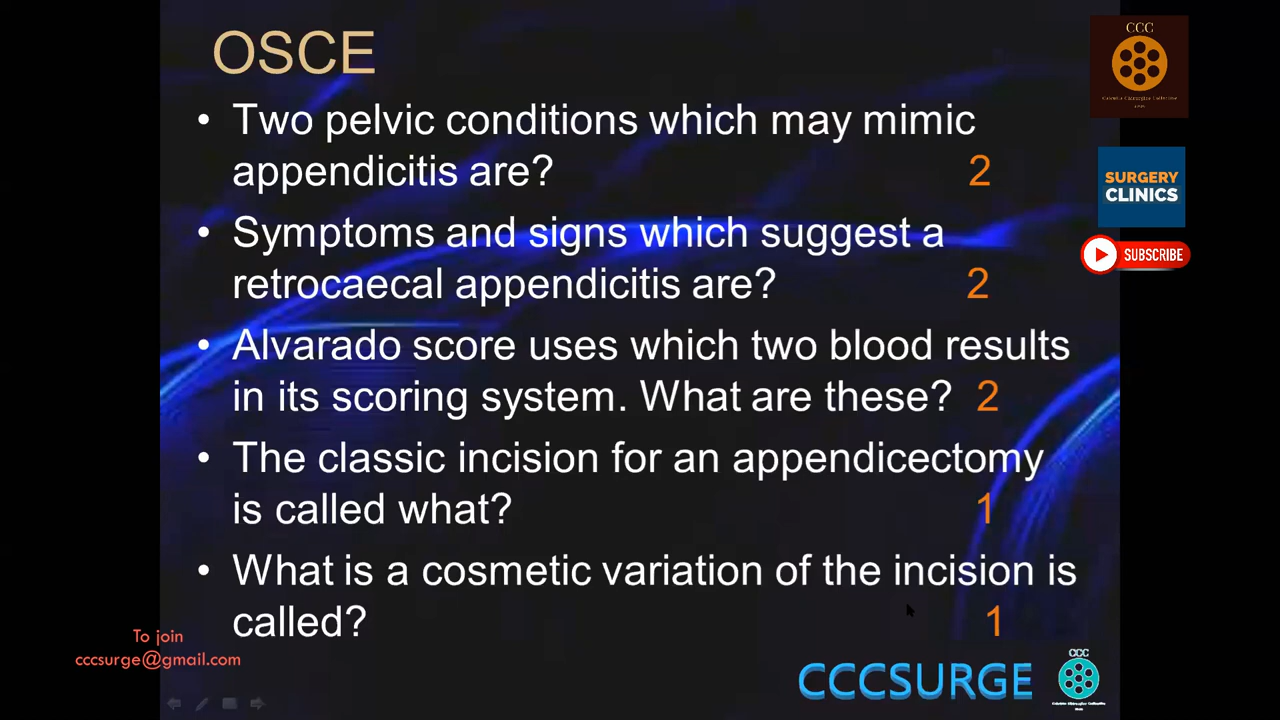 OSCE
• Two pelvic conditions which may mimic
appendicitis are? 2
• Symptoms and signs which suggest a
retrocaecal appendicitis are? 2
• Alvarado score uses which two blood results
in its scoring system. What are these? 2
• The classic incision for an appendicectomy
is called what? 1
• What is a cosmetic variation of the incision is
called? 1
CCC
SURGERY
CLINICS
SUBSCRIBE
To join
cccsurge@gmail.com
CCCSURGE
CCC